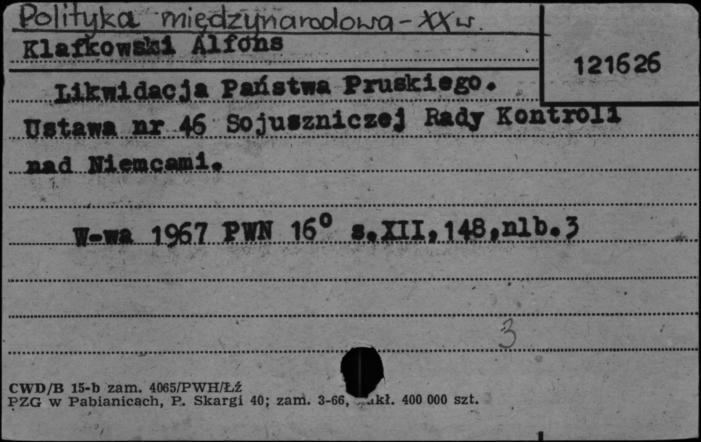 Polityka międzynarodowa - XX w.
Klafkowski Alfons
121626
Likwidacja Państwa Pruskiego.
Ustawa nr 46 Sojuszniczej Rady Kontroli
nad Niemcami.
W-wa 1967 PWN 16° s.XII,148,nlb.3
3
CWD/B 15-b zam. 4065/PWH/Łź
PZG w Pabianicach, P. Skargi 40; zam. 3-66, 400 000 szt.